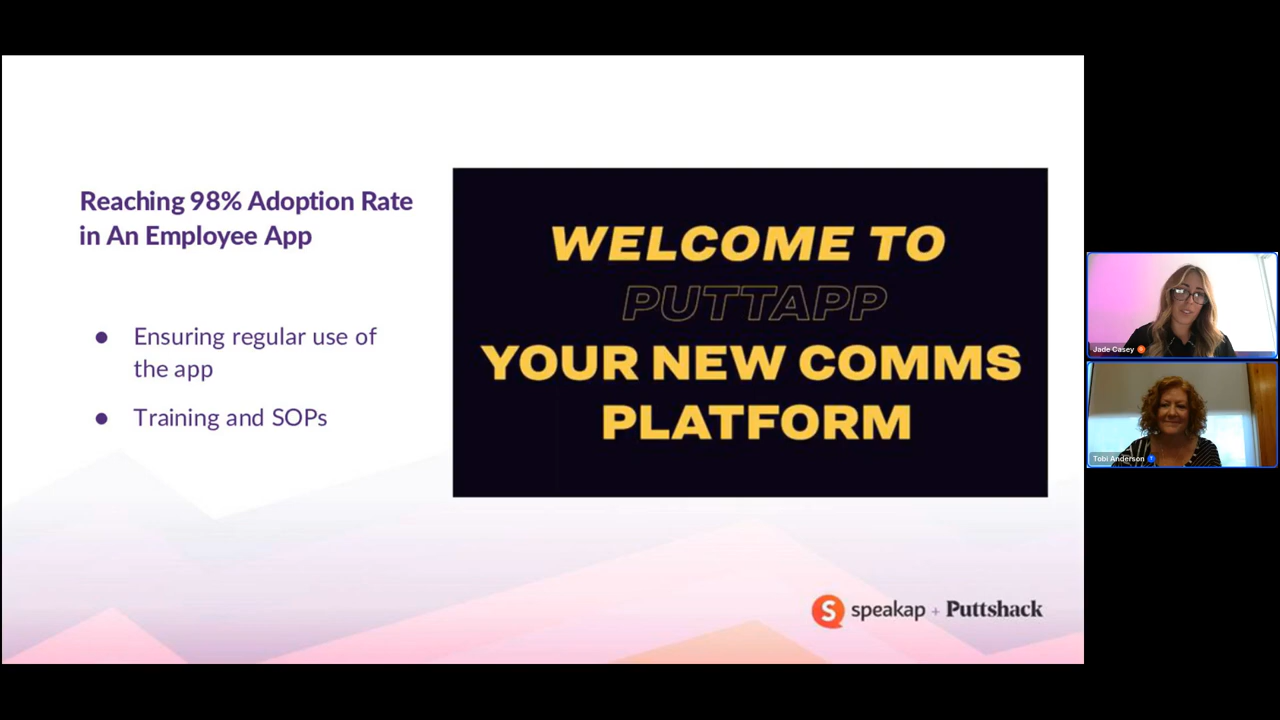 Reaching 98% Adoption Rate
in An Employee App
● Ensuring regular use of
the app
● Training and SOPs
WELCOME TO
PUTTAPP
YOUR NEW COMMS
PLATFORM
S speakap + Puttshack
Jade Casey
Tobi Anderson